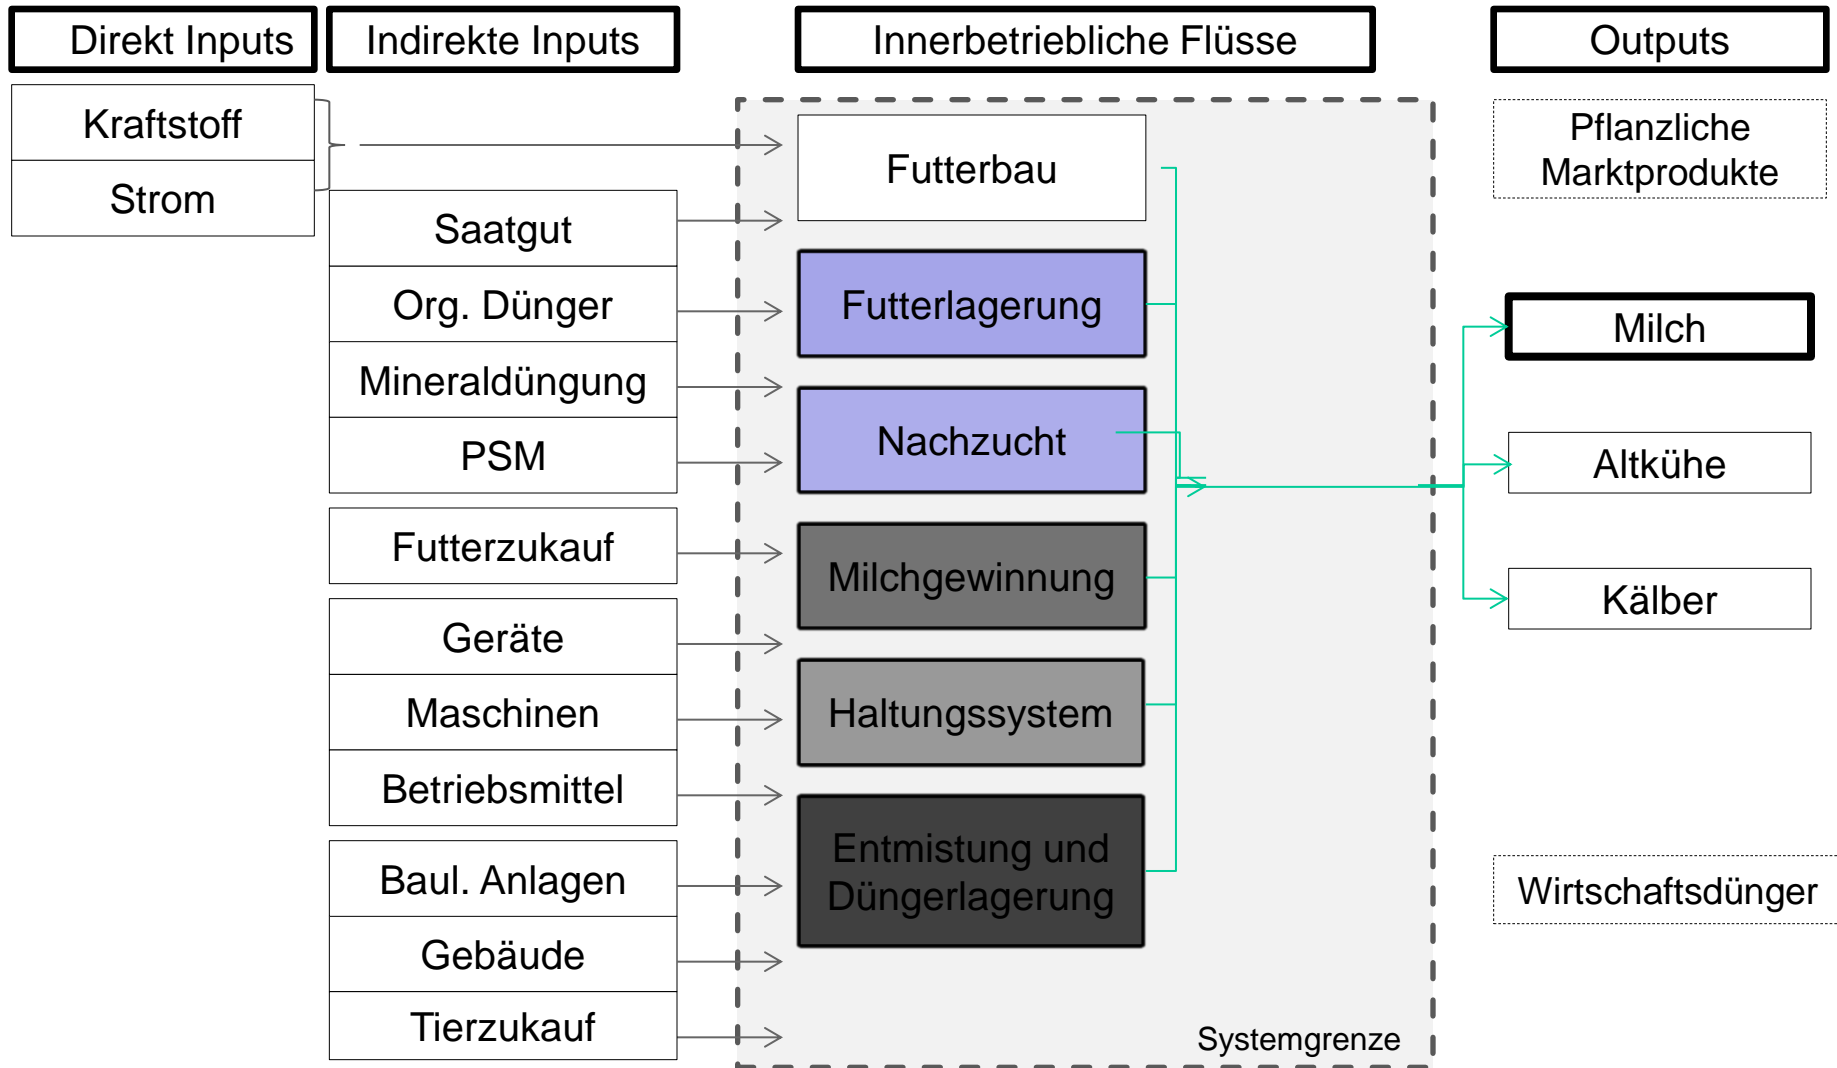 Direkt Inputs
Indirekte Inputs
Innerbetriebliche Flüsse
Outputs
Kraftstoff
Strom
Saatgut
Org. Dünger
Mineraldüngung
PSM
Futterzukauf
Geräte
Maschinen
Betriebsmittel
Baul. Anlagen
Gebäude
Tierzukauf
Futterbau
Futterlagerung
Nachzucht
Milchgewinnung
Haltungssystem
Entmistung und
Düngerlagerung
Systemgrenze
Pflanzliche
Marktprodukte
Milch
Altkühe
Kälber
Wirtschaftsdünger